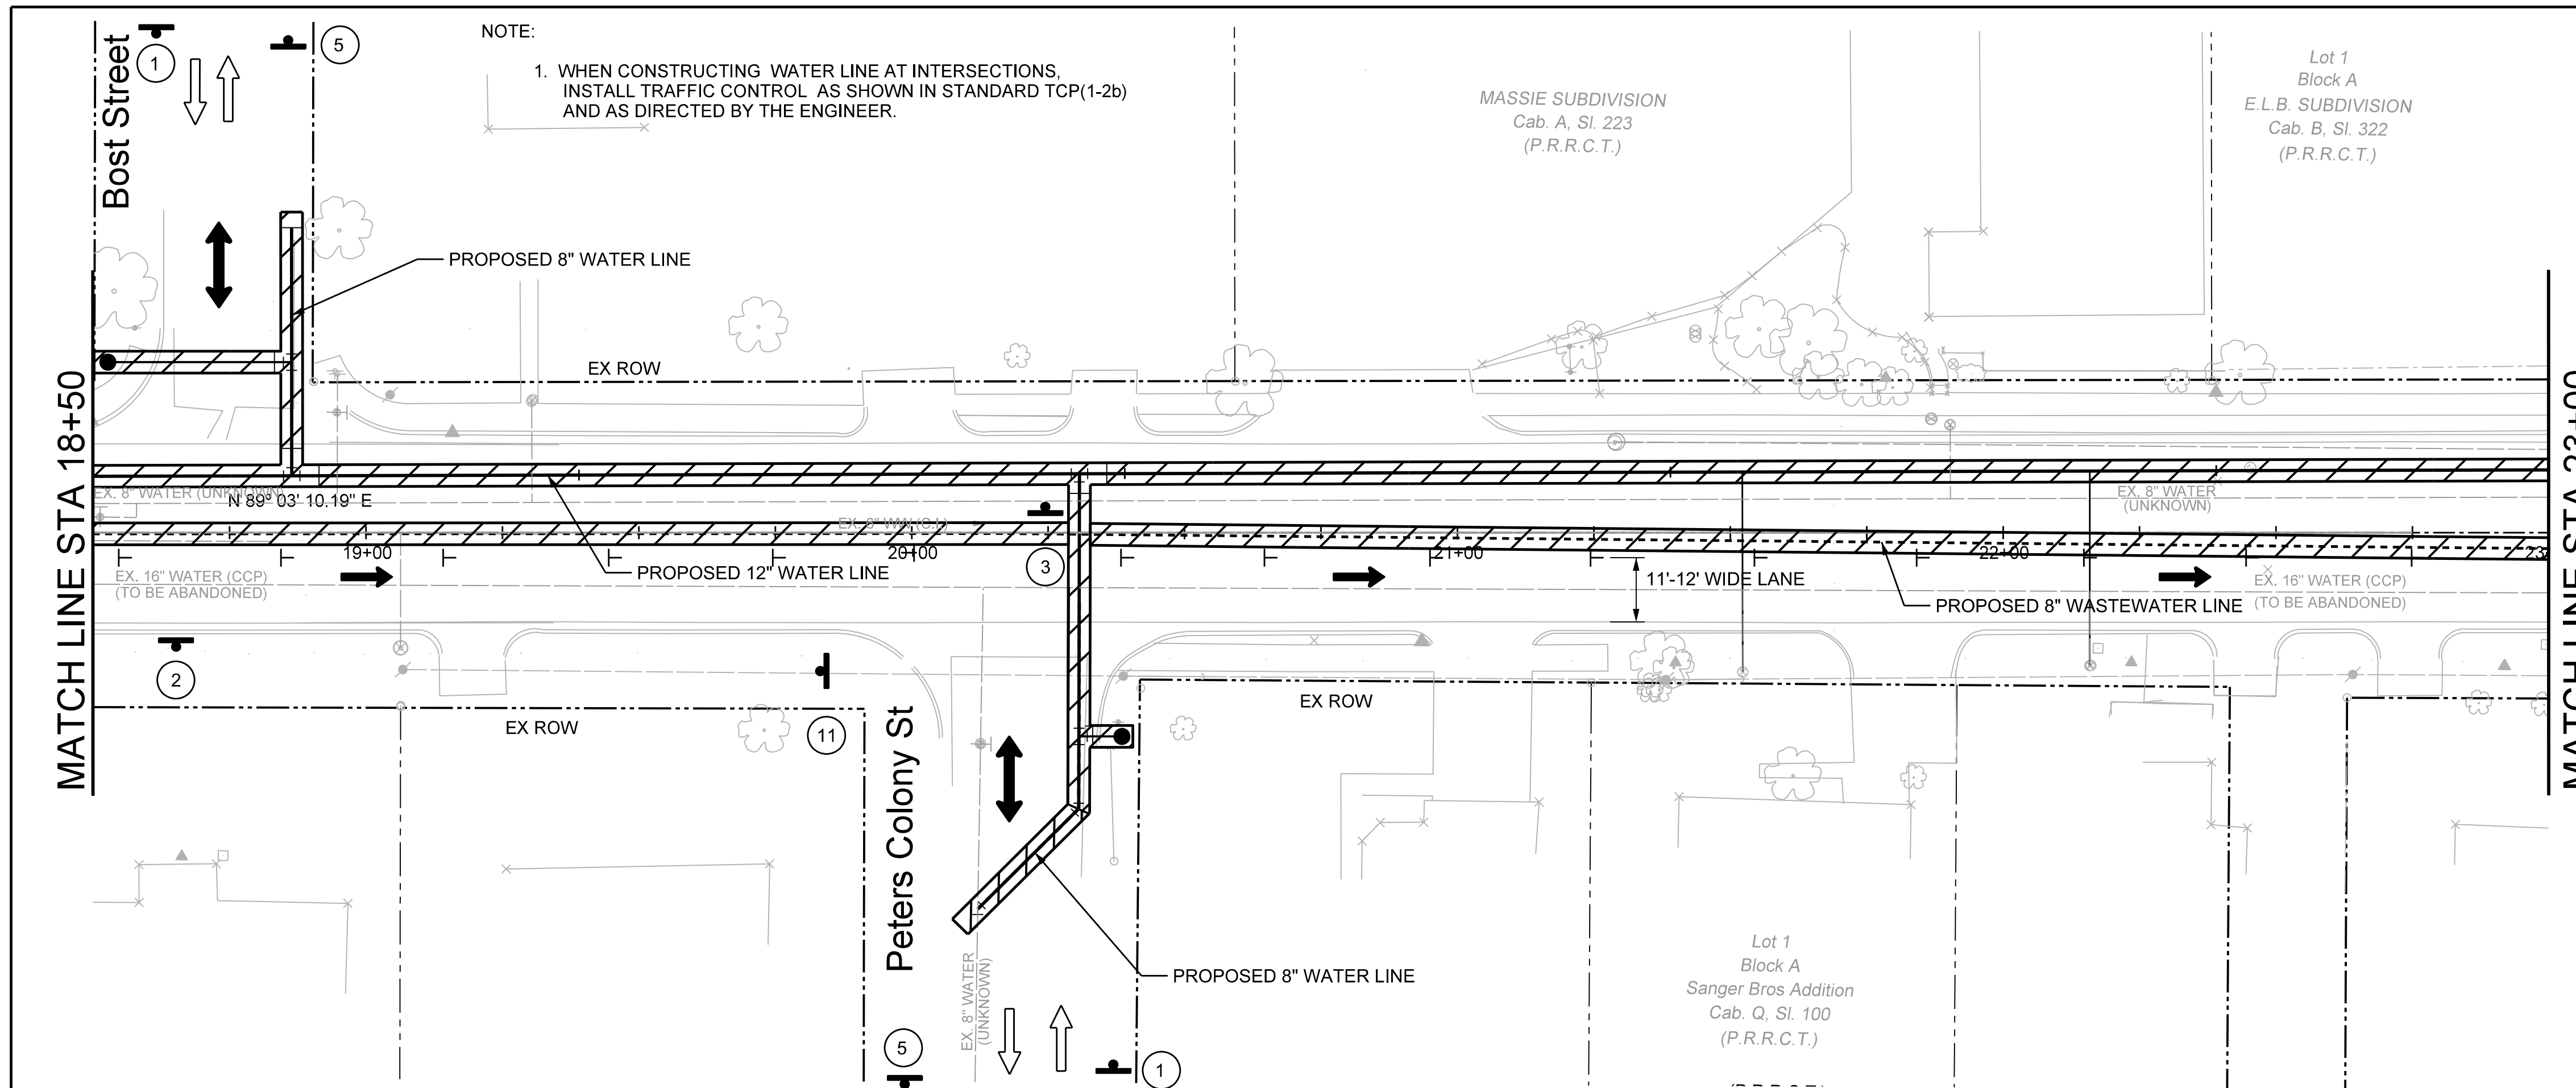 NOTE:
1. WHEN CONSTRUCTING WATER LINE AT INTERSECTIONS,
INSTALL TRAFFIC CONTROL AS SHOWN IN STANDARD TCP(1-2b)
AND AS DIRECTED BY THE ENGINEER.
Bost Street
1
5
MASSIE SUBDIVISION
Cab. A, Sl. 223
(P.R.R.C.T.)
Lot 1
Block A
E.L.B. SUBDIVISION
Cab. B, Sl. 322
(P.R.R.C.T.)
PROPOSED 8" WATER LINE
EX ROW
MATCH LINE STA 18+50
MATCH LINE STA 23+00
EX. 8" WATER (UNKNOWN)
N 89° 03' 10.19" E
EX. 8" WATER
(UNKNOWN)
19+00
20+00
21+00
22+00
23
3
EX. 16" WATER (CCP)
(TO BE ABANDONED)
PROPOSED 12" WATER LINE
11'-12' WIDE LANE
PROPOSED 8" WASTEWATER LINE
EX. 16" WATER (CCP)
(TO BE ABANDONED)
2
EX ROW
11
EX ROW
Peters Colony St
EX. 8" WATER
(UNKNOWN)
PROPOSED 8" WATER LINE
5
1
Lot 1
Block A
Sanger Bros Addition
Cab. Q, Sl. 100
(P.R.R.C.T.)